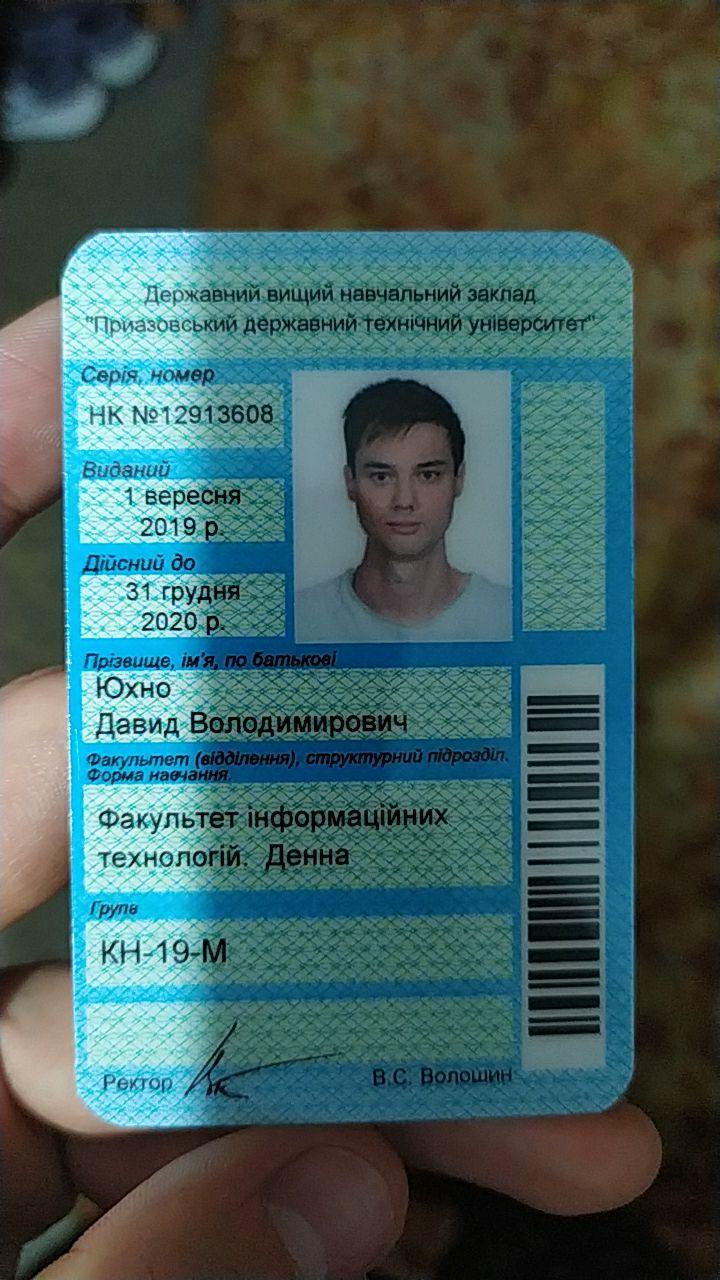 Державний вищий навчальний заклад
"Приазовський державний технічний університет"
Серія, номер
НК №12913608
Виданий
1 вересня
2019 р.
Дійсний до
31 грудня
2020 р.
Прізвище, ім'я, по батькові
Юхно
Давид Володимирович
Факультет (відділення), структурний підрозділ.
Форма навчання.
Факультет інформаційних
технологій. Денна
Група
КН-19-М
Ректор В.С. Волошин